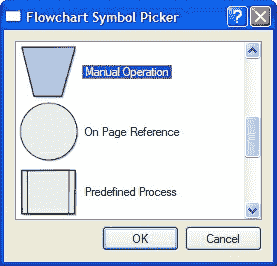 Flowchart Symbol Picker
Manual Operation
On Page Reference
Predefined Process
OK
Cancel